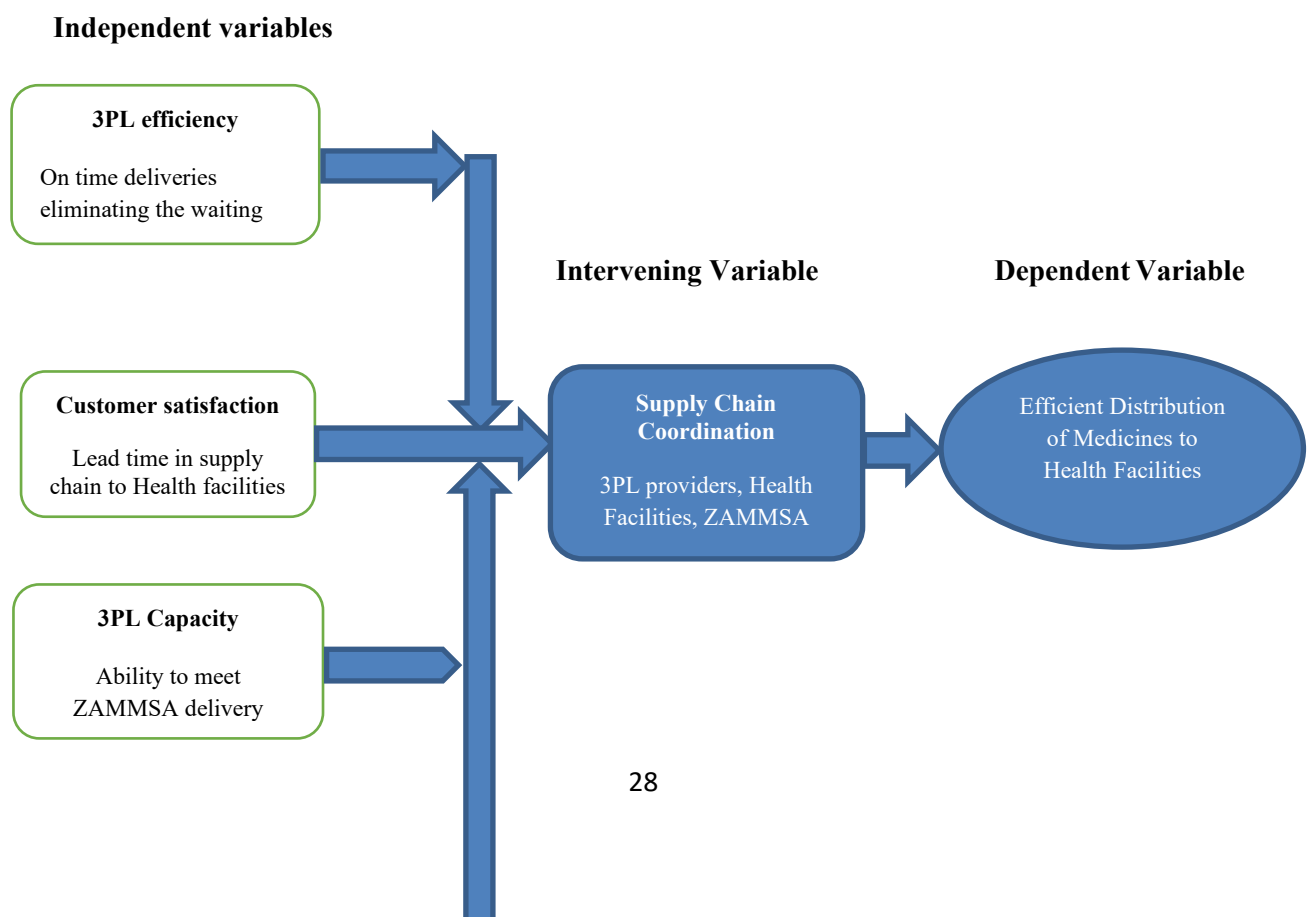 Independent variables
3PL efficiency
On time deliveries
eliminating the waiting
Intervening Variable
Dependent Variable
Customer satisfaction
Lead time in supply
chain to Health facilities
Supply Chain
Coordination
3PL providers, Health
Facilities, ZAMMSA
Efficient Distribution
of Medicines to
Health Facilities
3PL Capacity
Ability to meet
ZAMMSA delivery
28